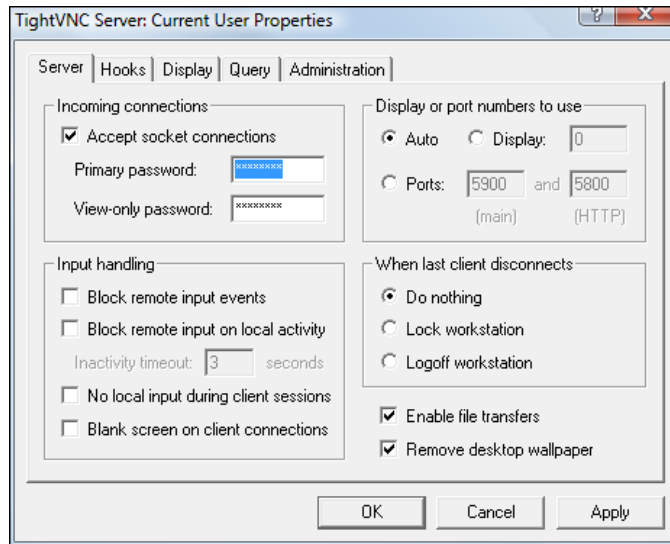 TightVNC Server: Current User Properties
Server Hooks Display Query Administration
Incoming connections
Accept socket connections
Primary password: ********
View-only password: ********
Display or port numbers to use
Auto Display: 0
Ports: 5900 and 5800
(main) (HTTP)
Input handling
Block remote input events
Block remote input on local activity
Inactivity timeout: 3 seconds
No local input during client sessions
Blank screen on client connections
When last client disconnects
Do nothing
Lock workstation
Logoff workstation
Enable file transfers
Remove desktop wallpaper
OK Cancel Apply